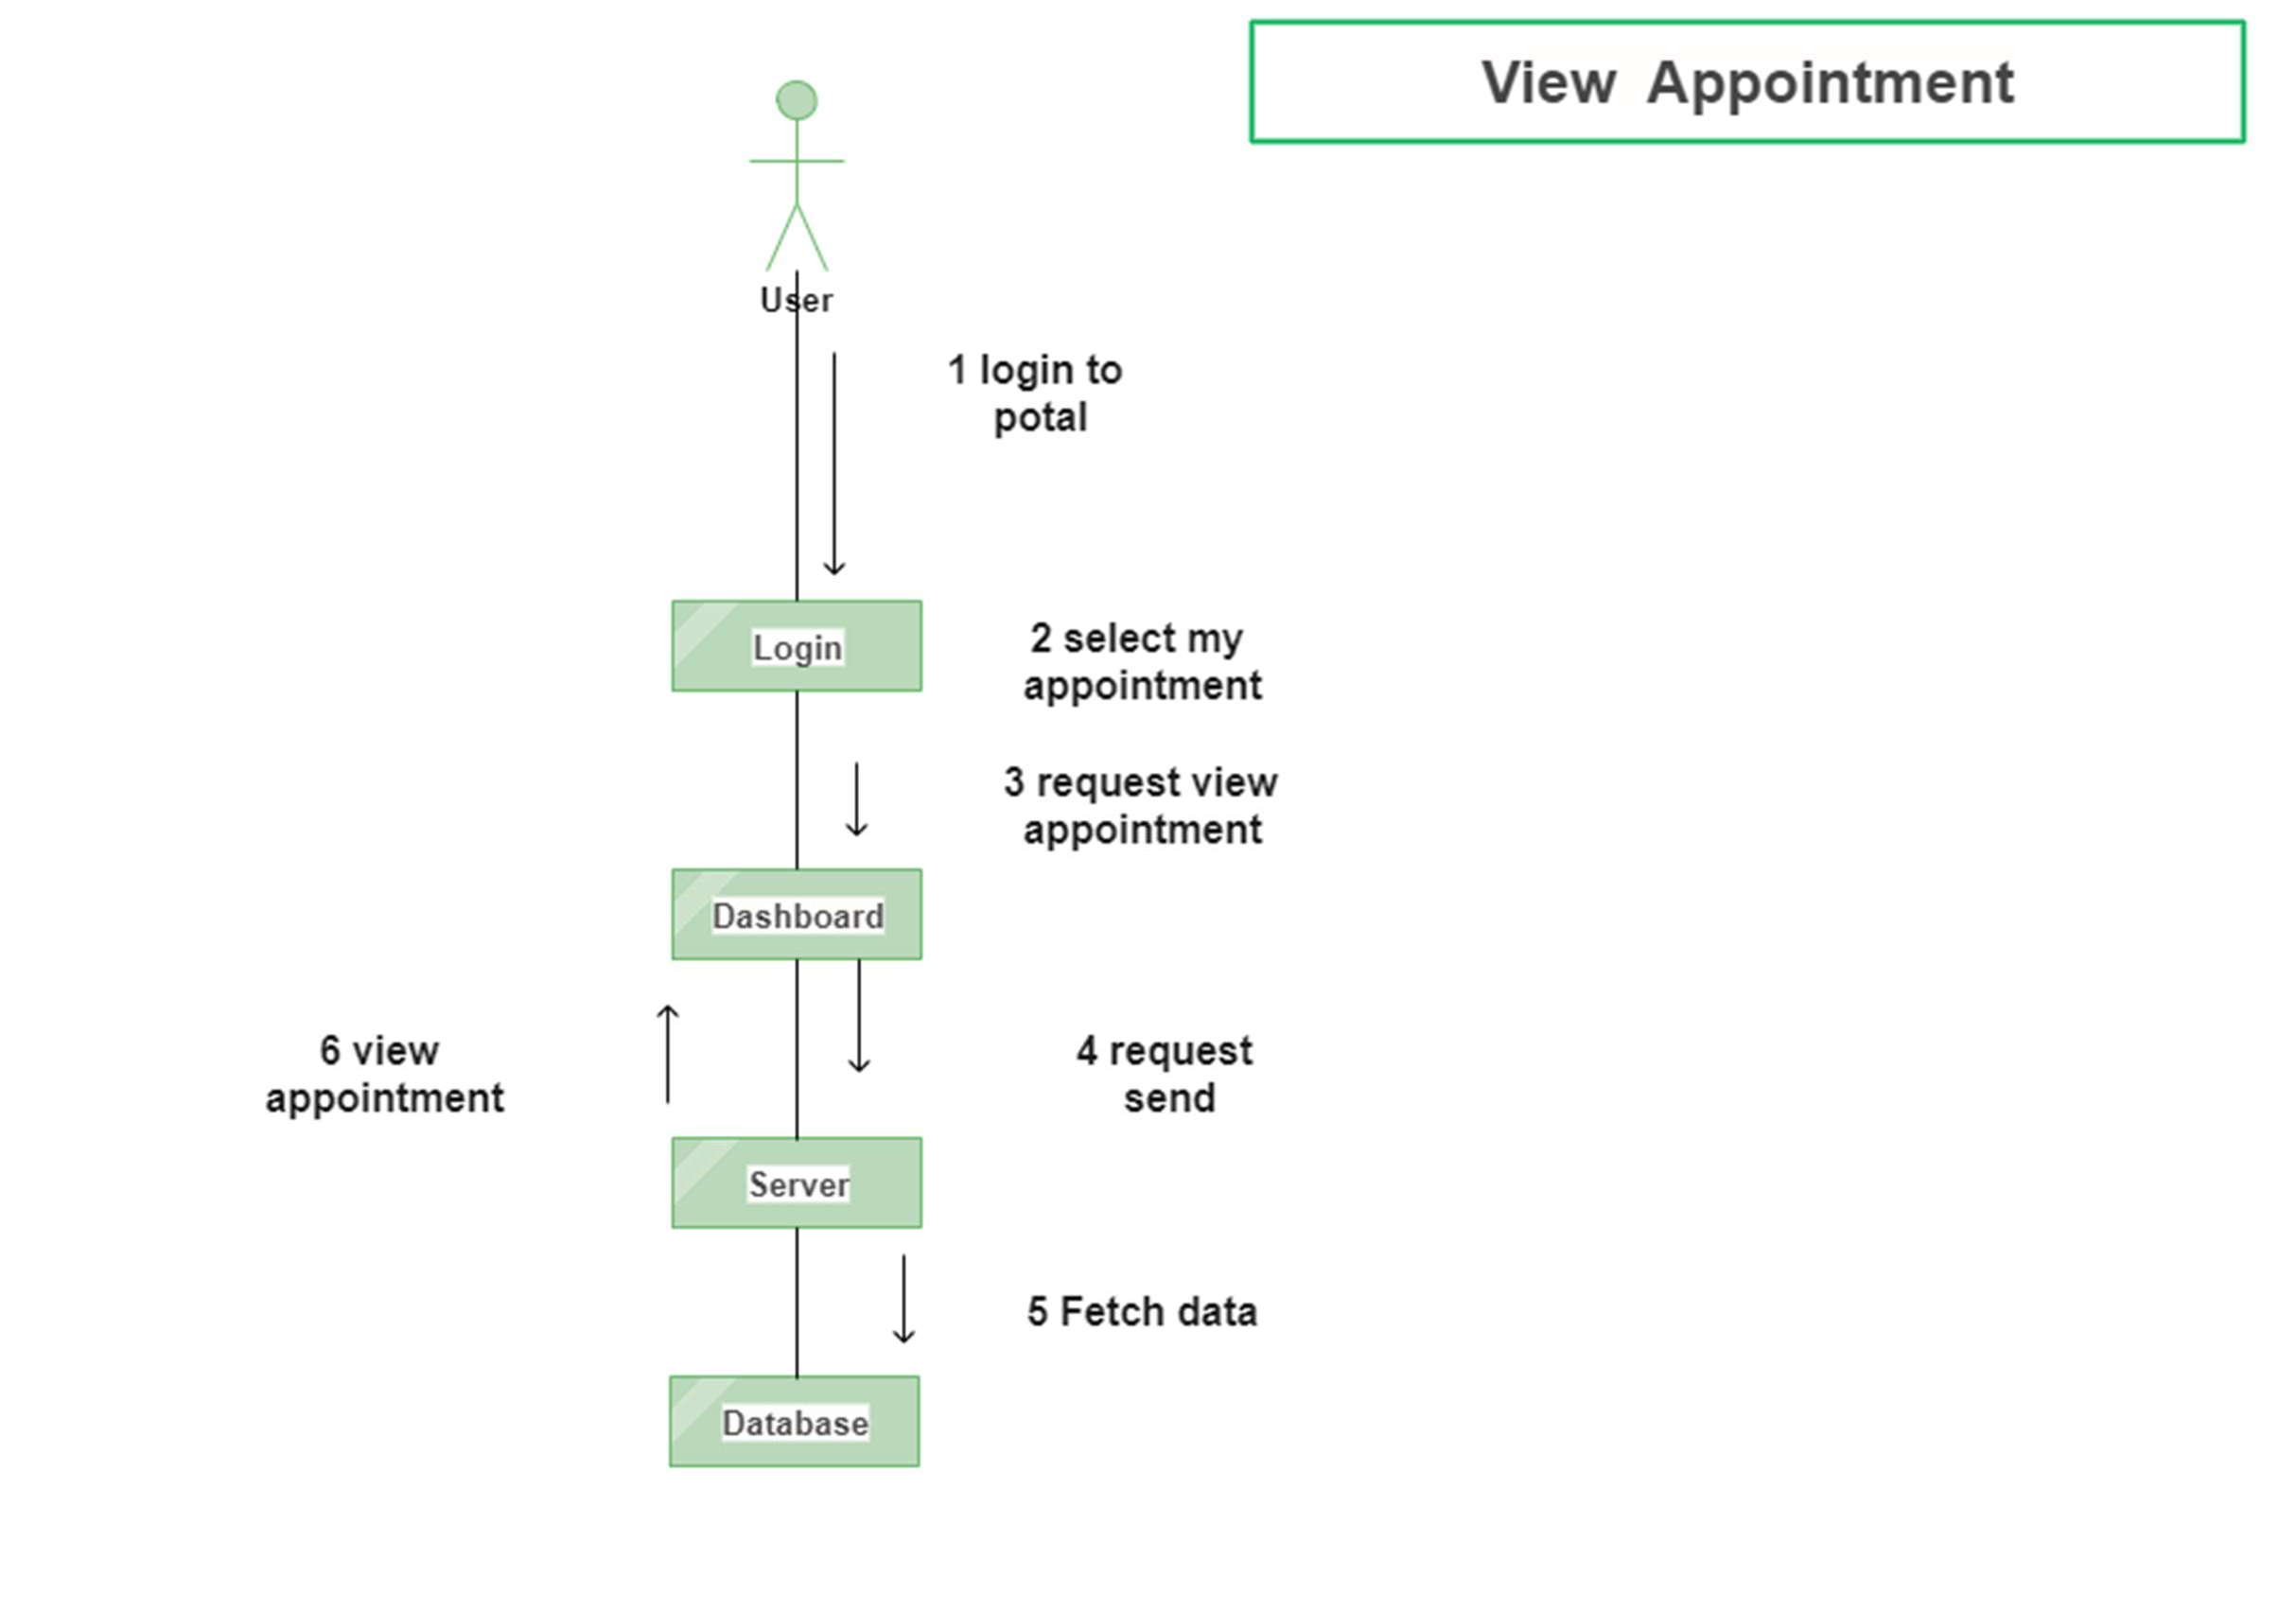 View Appointment
User
1 login to
potal
Login
2 select my
appointment
3 request view
appointment
Dashboard
6 view
appointment
4 request
send
Server
5 Fetch data
Database